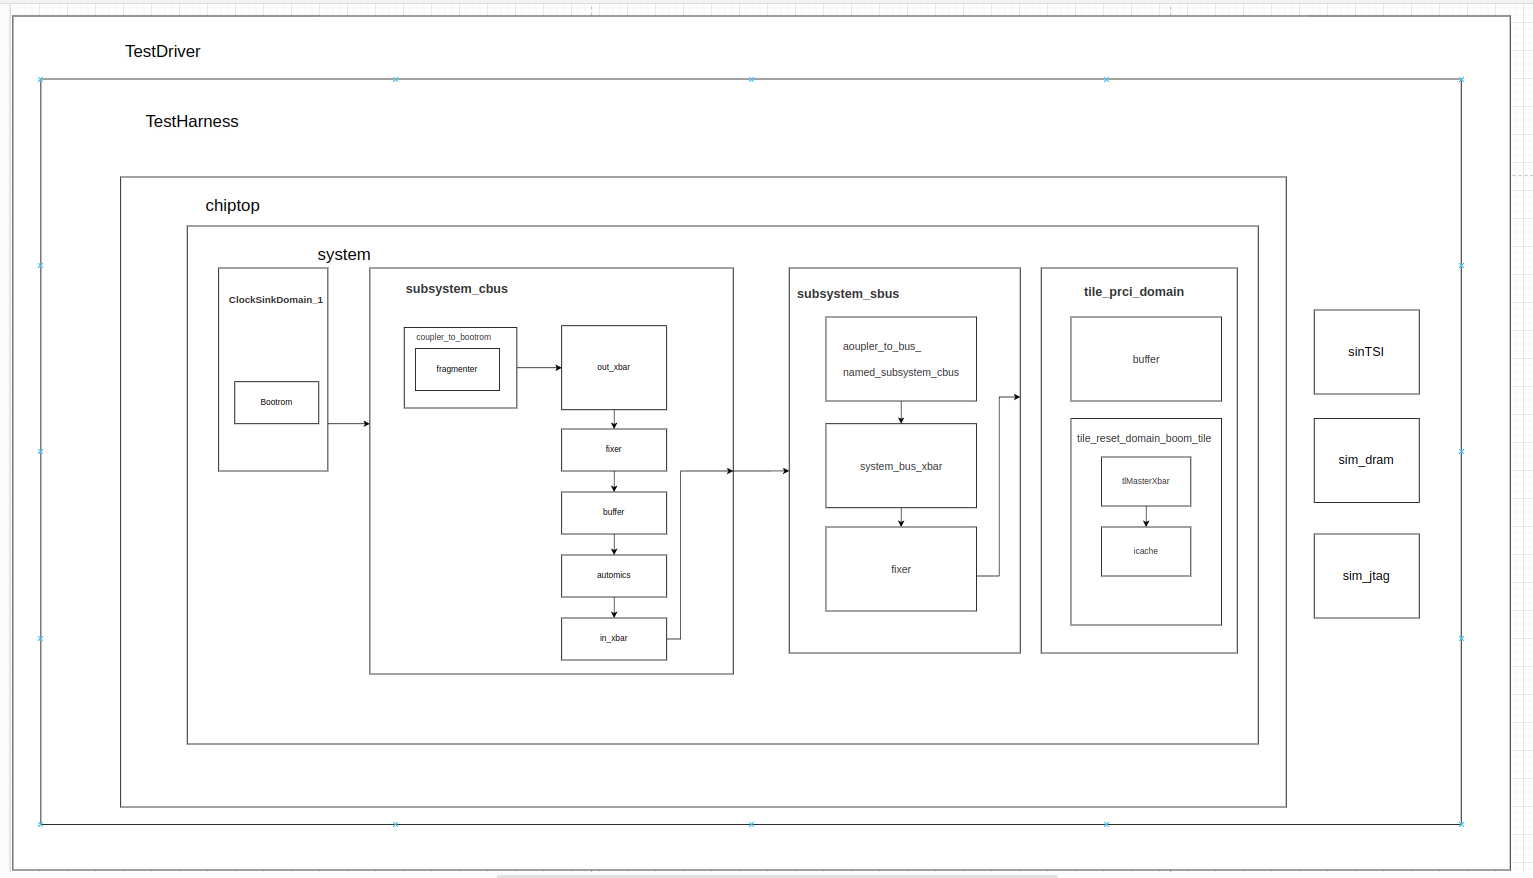 TestDriver
TestHarness
chiptop
system
ClockSinkDomain_1
Bootrom
subsystem_cbus
coupler_to_bootrom
fragmenter
out_xbar
fixer
buffer
automics
in_xbar
subsystem_sbus
aoupler_to_bus_
named_subsystem_cbus
system_bus_xbar
fixer
tile_prci_domain
buffer
tile_reset_domain_boom_tile
tlMasterXbar
icache
sinTSI
sim_dram
sim_jtag